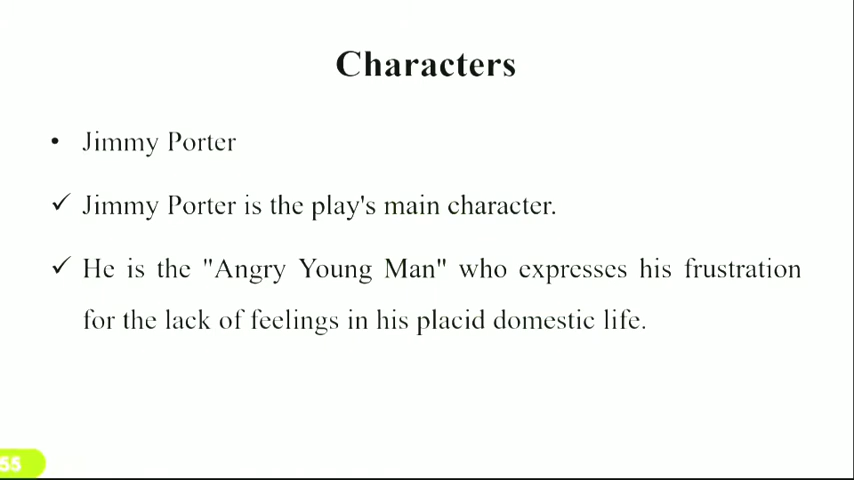 Characters
• Jimmy Porter
✓ Jimmy Porter is the play's main character.
✓ He is the "Angry Young Man" who expresses his frustration
for the lack of feelings in his placid domestic life.
55